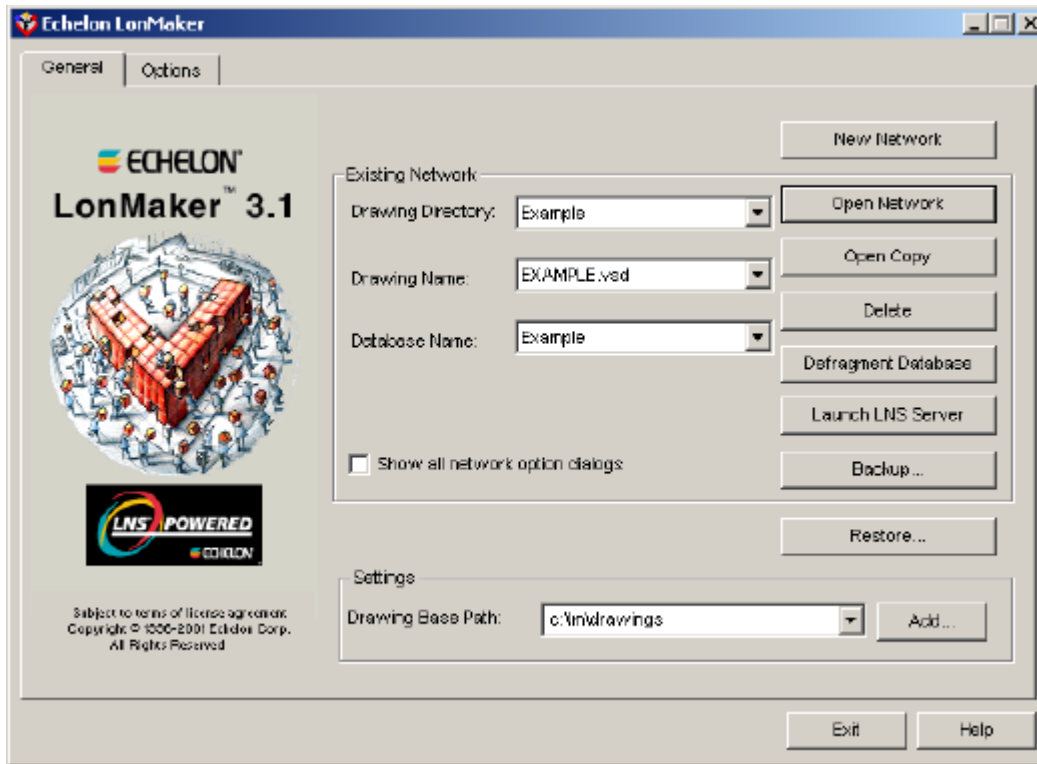 Echelon LonMaker
General
Options
ECHELON®
LonMaker™ 3.1
LNS POWERED
ECHELON
Subject to terms of license agreement
Copyright © 1996-2001 Echelon Corp.
All Rights Reserved
New Network
Existing Network
Drawing Directory: Example
Open Network
Open Copy
Drawing Name: EXAMPLE.vsd
Delete
Database Name: Example
Defragment Database
Launch LNS Server
Show all network option dialogs
Backup...
Restore...
Settings
Drawing Base Path: c:\lm\drawings Add...
Exit Help